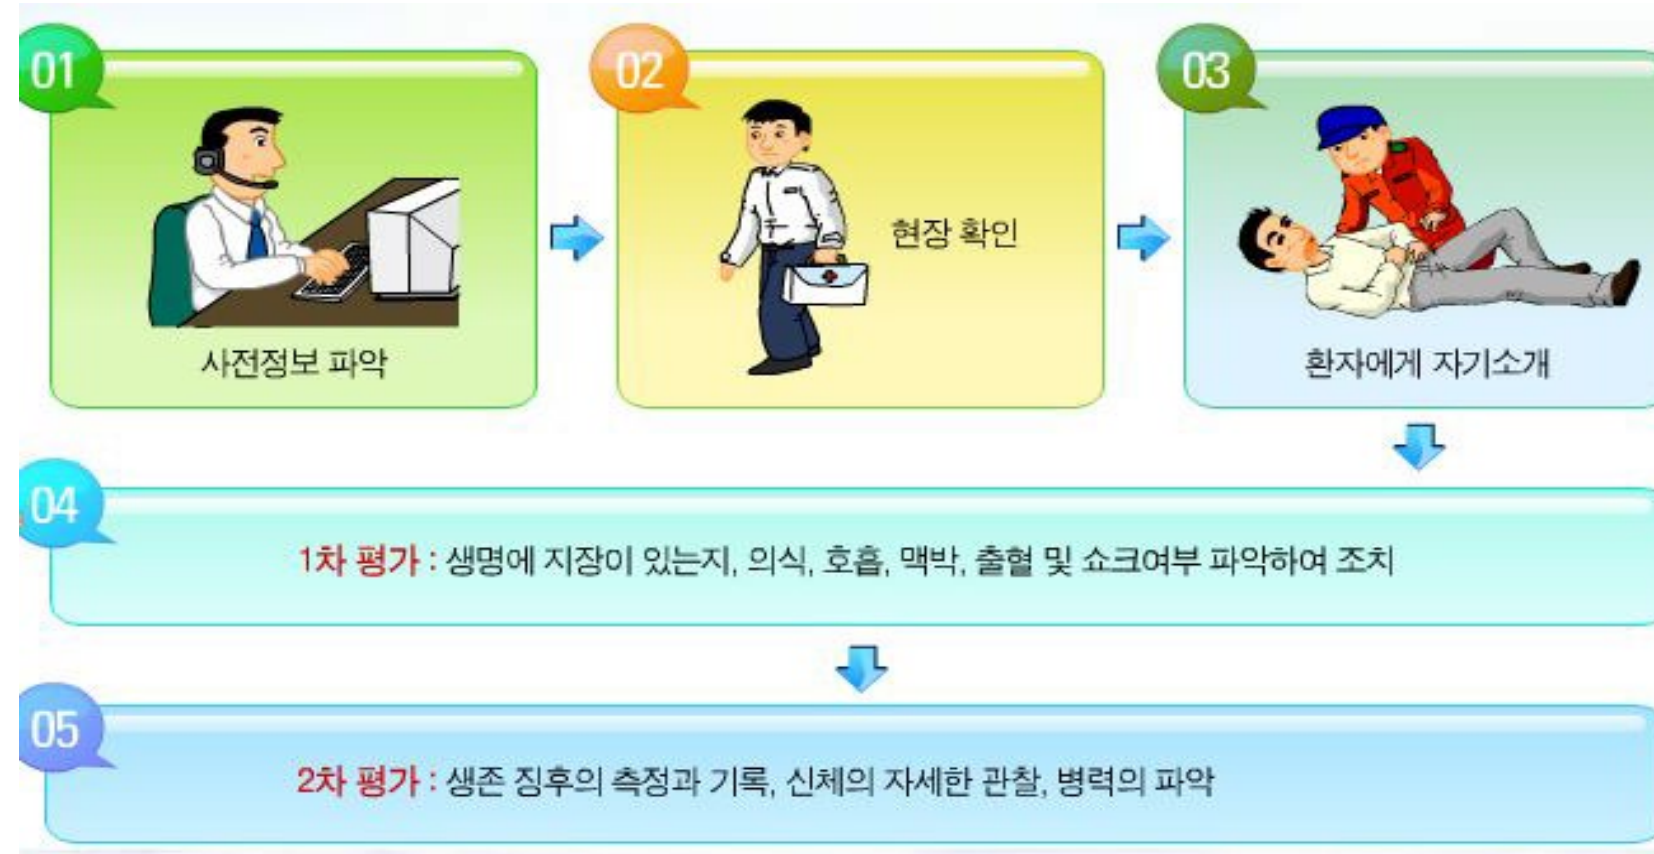 01
사전정보 파악
02
현장 확인
03
환자에게 자기소개
04
1차 평가 : 생명에 지장이 있는지, 의식, 호흡, 맥박, 출혈 및 쇼크여부 파악하여 조치
05
2차 평가 : 생존 징후의 측정과 기록, 신체의 자세한 관찰, 병력의 파악